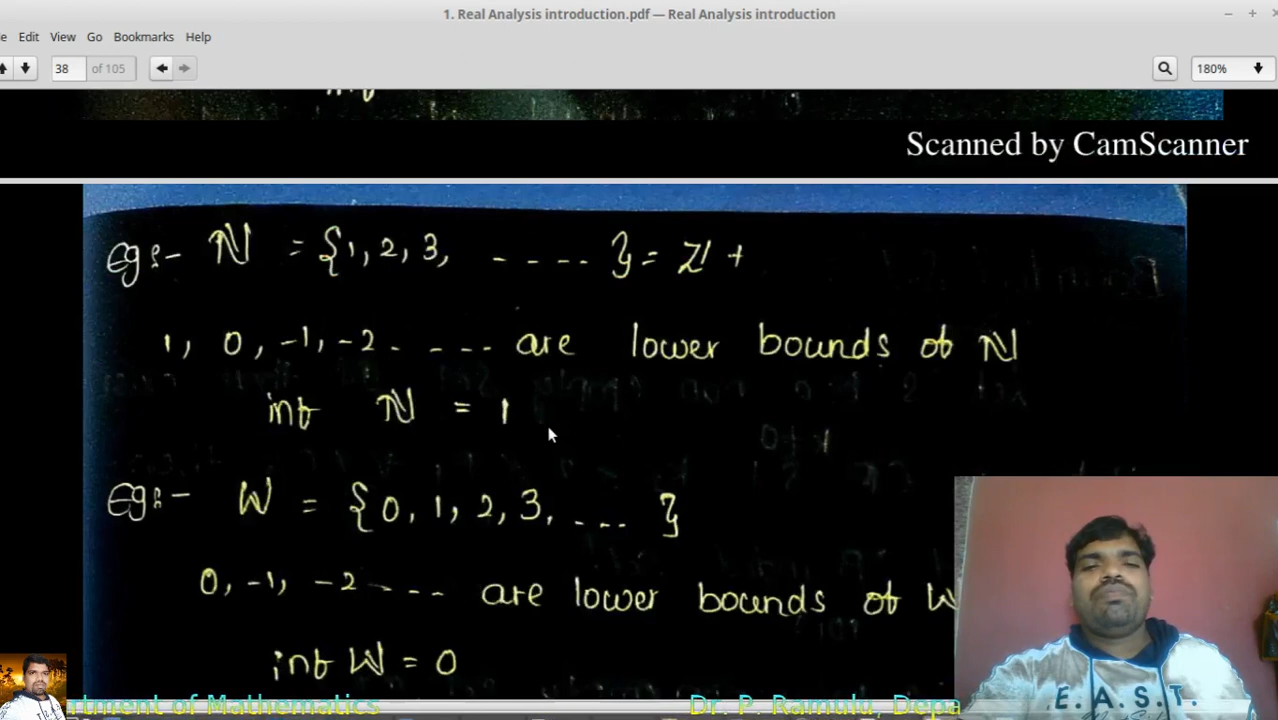 1. Real Analysis introduction.pdf — Real Analysis introduction
Edit View Go Bookmarks Help
38 of 105 180%
Scanned by CamScanner
Eg:- ℕ = {1, 2, 3, ---- } = ℤ +
1, 0, -1, -2 - --- are lower bounds of ℕ
inf ℕ = 1
Eg:- W = {0, 1, 2, 3, --- }
0, -1, -2 --- are lower bounds of W
inf W = 0
E.A.S.T.
rtment of Mathematics Dr. P. Ramulu, Depa